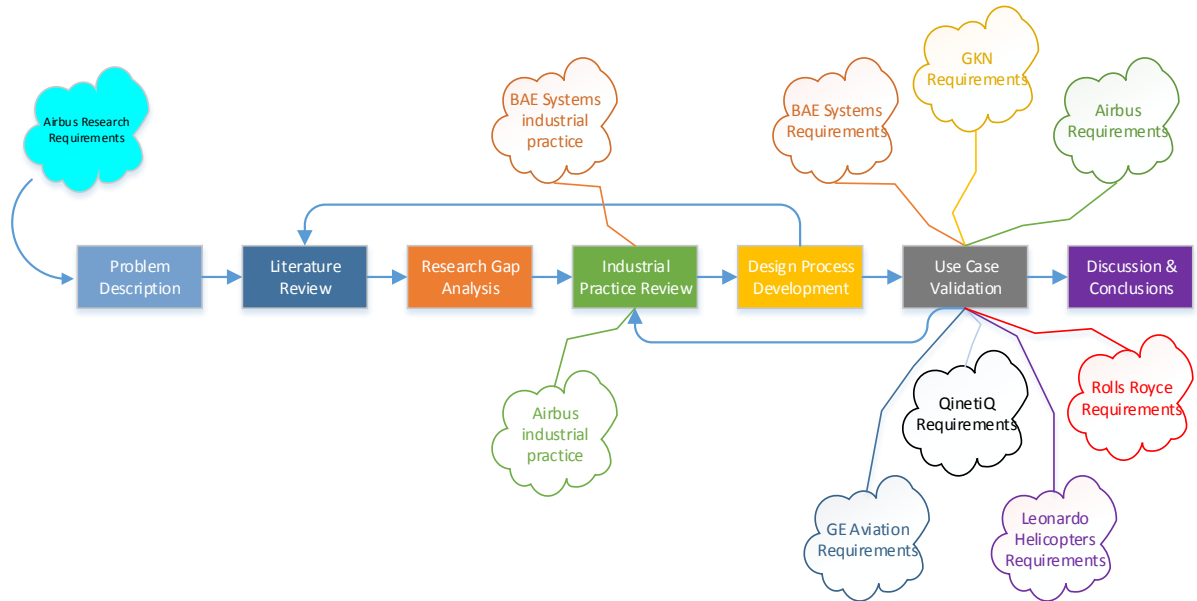 GKN
Requirements
BAE Systems
industrial
practice
BAE Systems
Requirements
Airbus
Requirements
Airbus Research
Requirements
Problem
Description
Literature
Review
Research Gap
Analysis
Industrial
Practice Review
Design Process
Development
Use Case
Validation
Discussion &
Conclusions
Airbus
industrial
practice
QinetiQ
Requirements
Rolls Royce
Requirements
GE Aviation
Requirements
Leonardo
Helicopters
Requirements